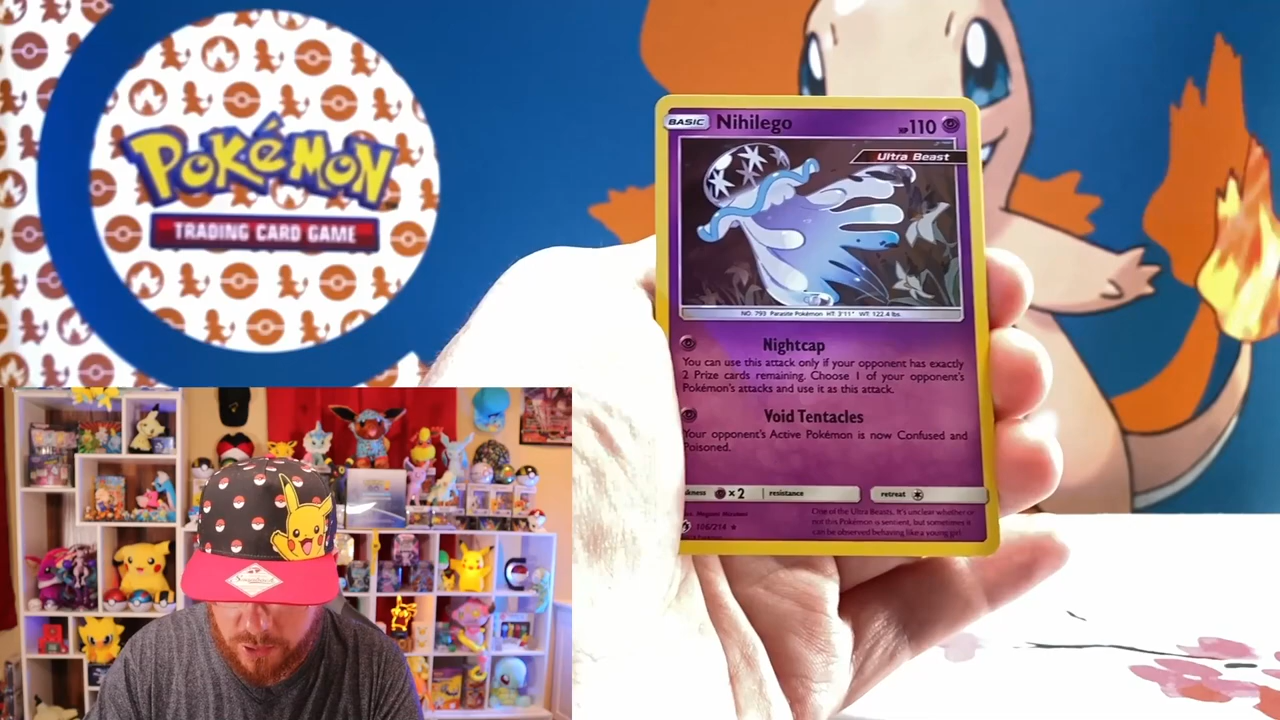 POKÉMON
TRADING CARD GAME
BASIC Nihilego HP110
Ultra Beast
NO. 793 Parasite Pokémon HT: 3'11" WT: 122.4 lbs.
Nightcap
You can use this attack only if your opponent has exactly
2 Prize cards remaining. Choose 1 of your opponent's
Pokémon's attacks and use it as this attack.
Void Tentacles
Your opponent's Active Pokémon is now Confused and
Poisoned.
kness ×2 resistance retreat
One of the Ultra Beasts. It's unclear whether or
not this Pokémon is sentient, but sometimes it
can be observed behaving like a young girl.
106/214